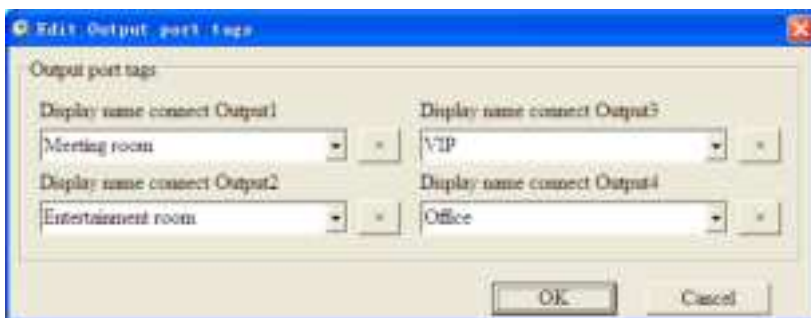 Edit Output port tags
Output port tags
Display name connect Output1
Display name connect Output3
Meeting room
VIP
Display name connect Output2
Display name connect Output4
Entertainment room
Office
OK
Cancel